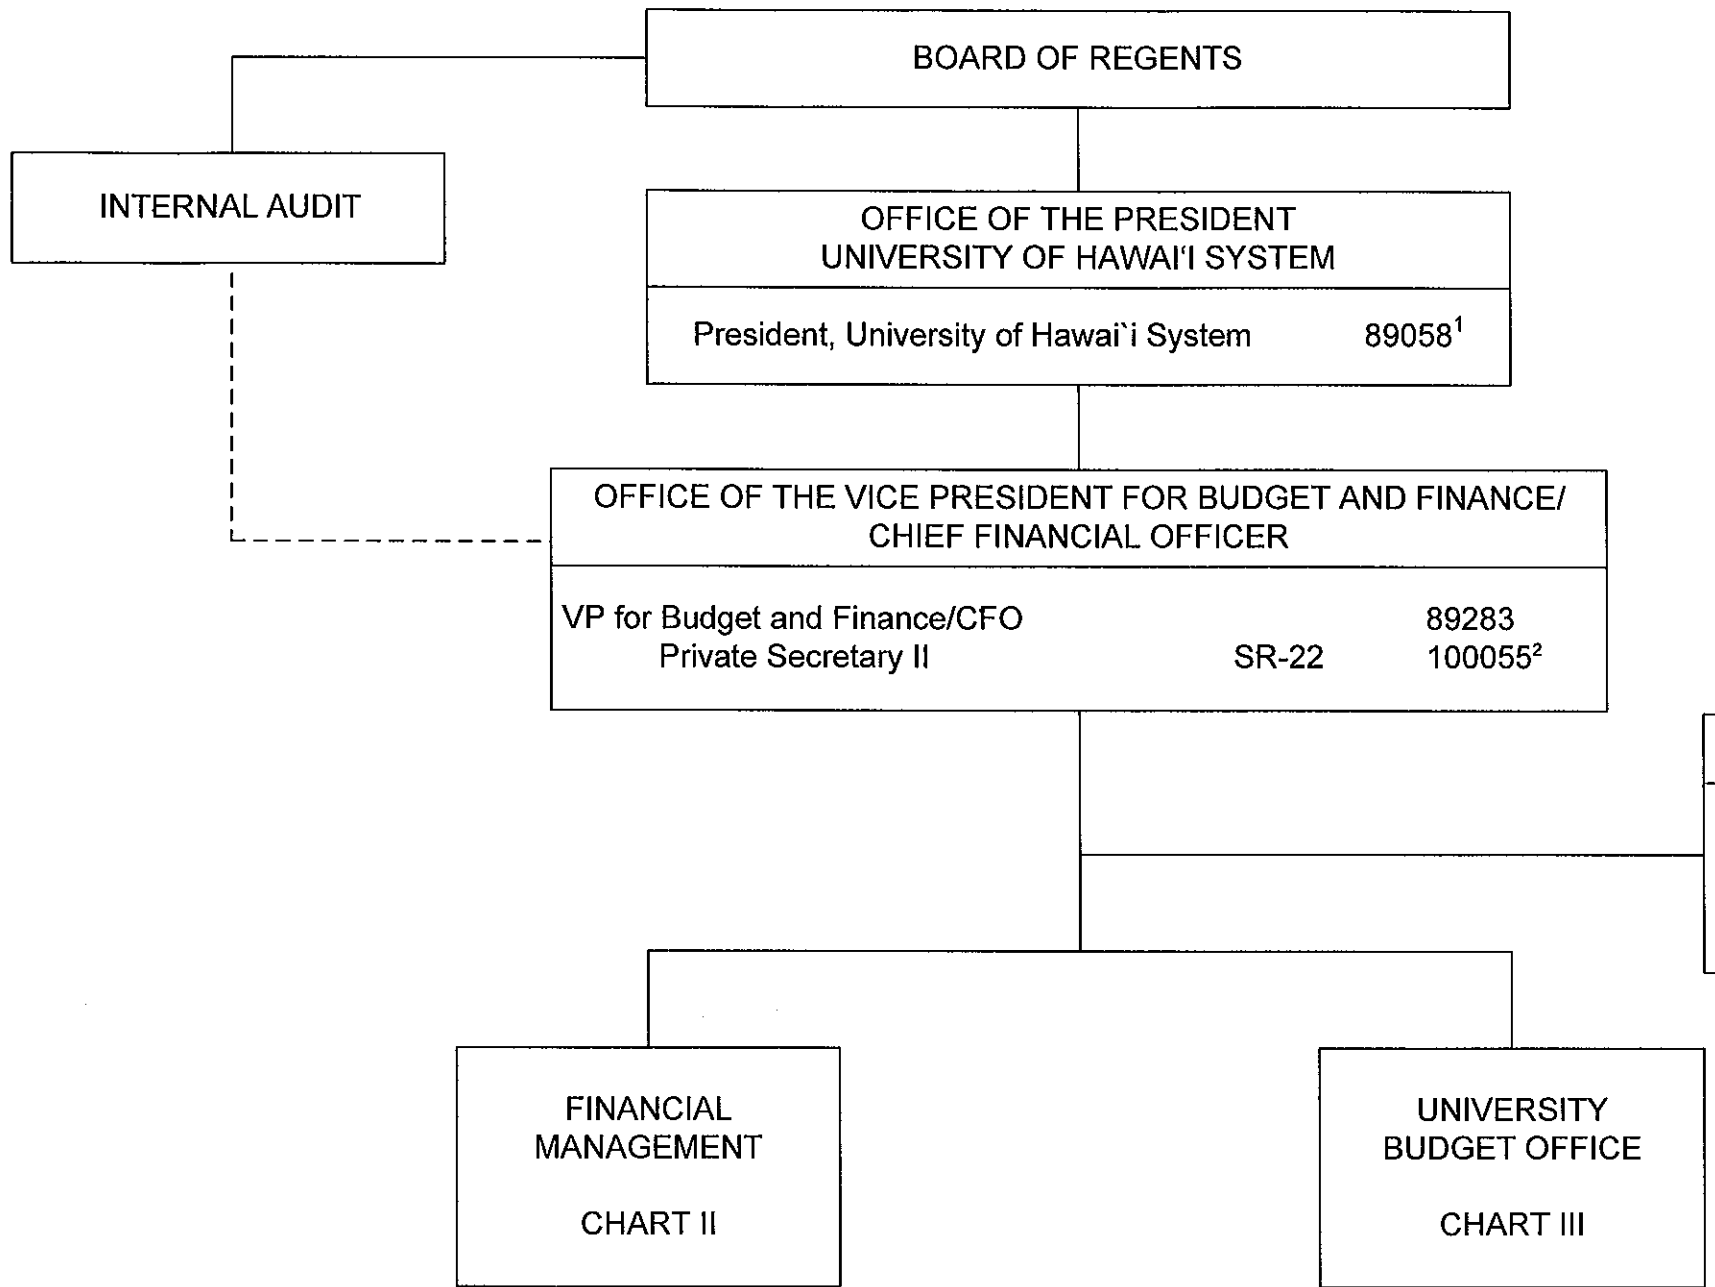 BOARD OF REGENTS
INTERNAL AUDIT
OFFICE OF THE PRESIDENT
UNIVERSITY OF HAWAI‘I SYSTEM
President, University of Hawai`i System 89058¹
OFFICE OF THE VICE PRESIDENT FOR BUDGET AND FINANCE/
CHIEF FINANCIAL OFFICER
VP for Budget and Finance/CFO 89283
Private Secretary II SR-22 100055²
FINANCIAL
MANAGEMENT
CHART II
UNIVERSITY
BUDGET OFFICE
CHART III